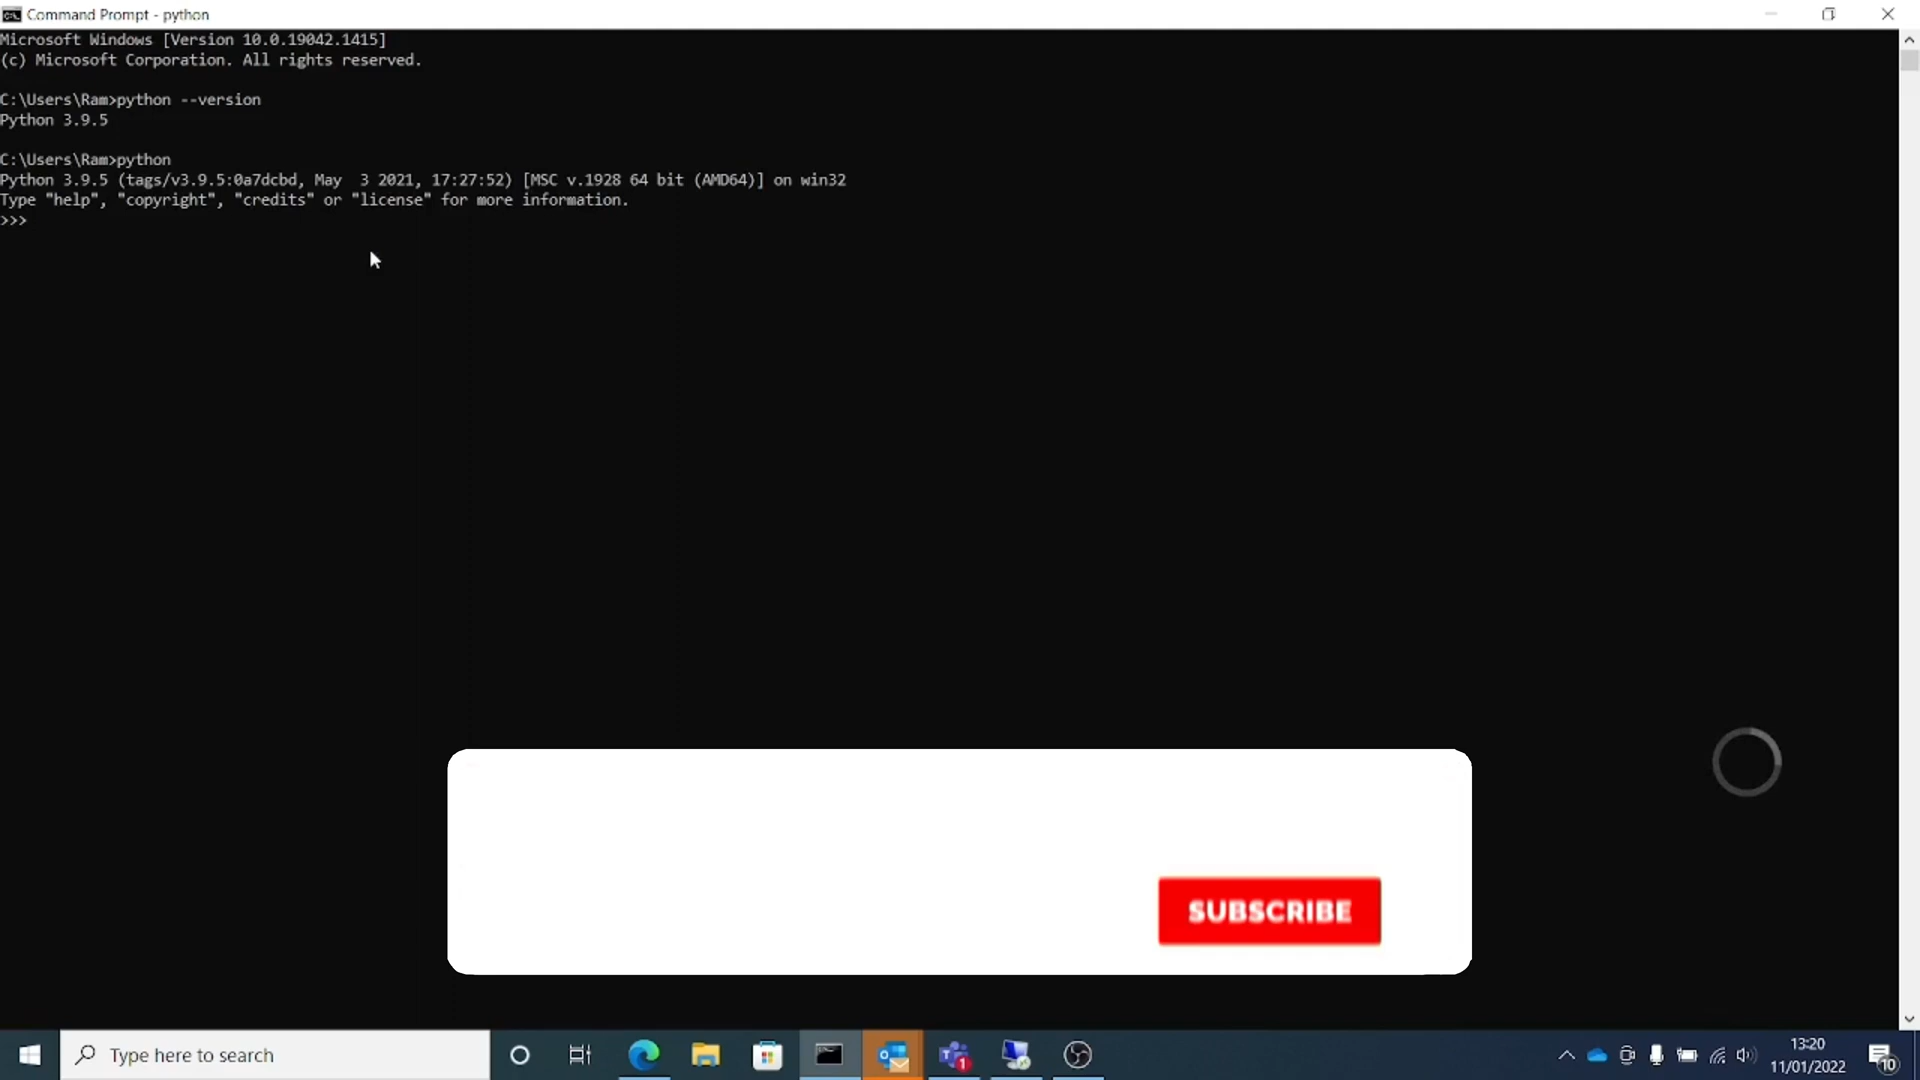 Command Prompt - python
Microsoft Windows [Version 10.0.19042.1415]
(c) Microsoft Corporation. All rights reserved.
C:\Users\Ram>python --version
Python 3.9.5
C:\Users\Ram>python
Python 3.9.5 (tags/v3.9.5:0a7dcbd, May  3 2021, 17:27:52) [MSC v.1928 64 bit (AMD64)] on win32
Type "help", "copyright", "credits" or "license" for more information.
>>>
SUBSCRIBE
Type here to search
1
13:20
11/01/2022
10